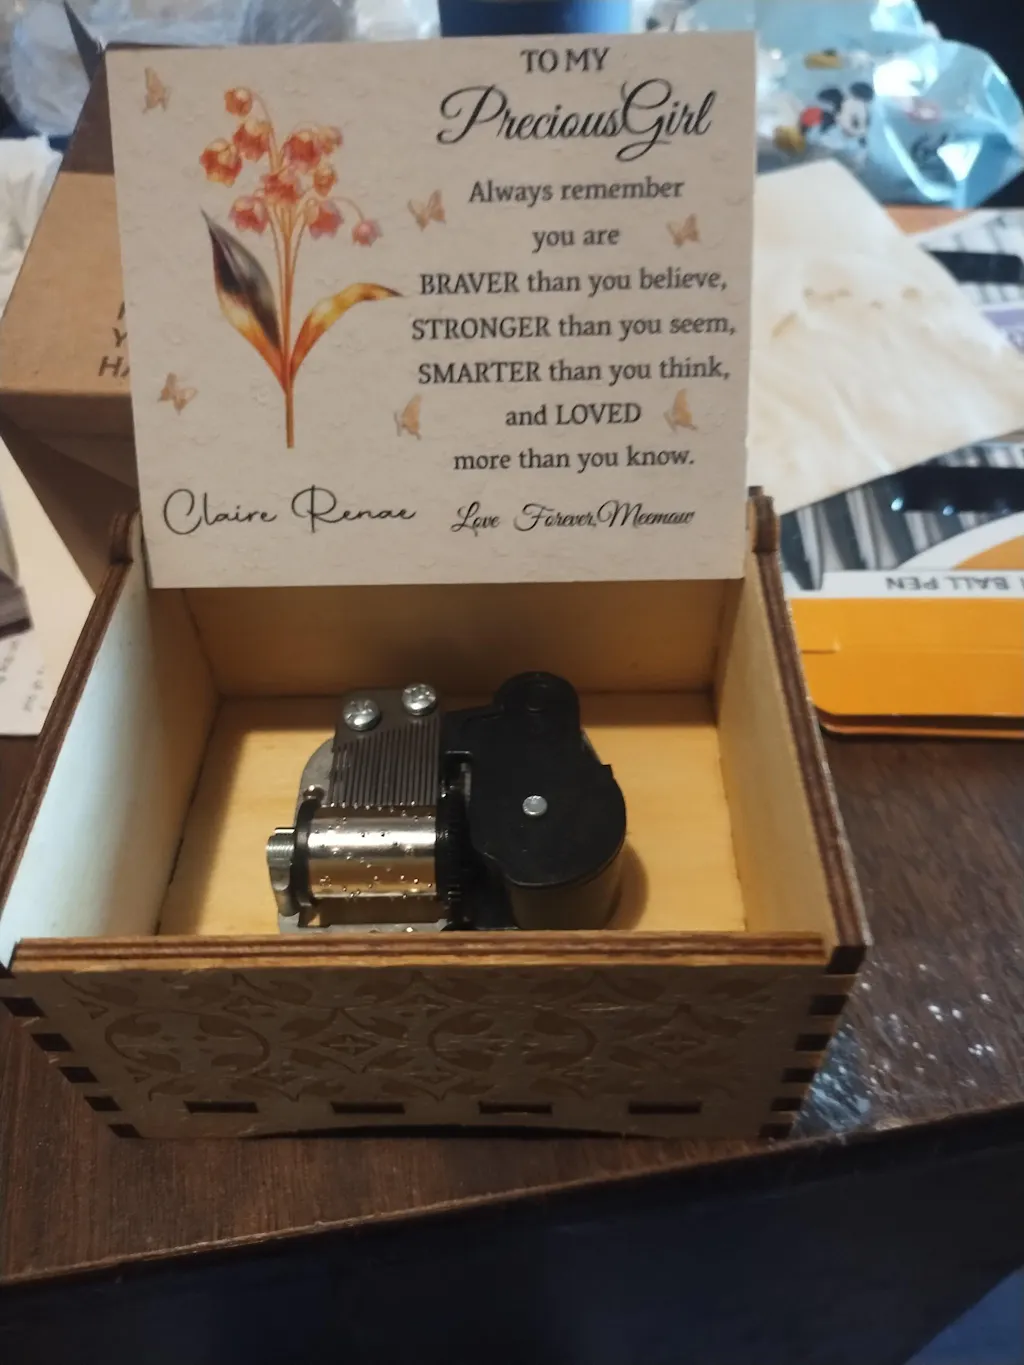 TO MY
Precious Girl
Always remember
you are
BRAVER than you believe,
STRONGER than you seem,
SMARTER than you think,
and LOVED
more than you know.
Claire Renae
Love Forever, Meemaw
BALL PEN